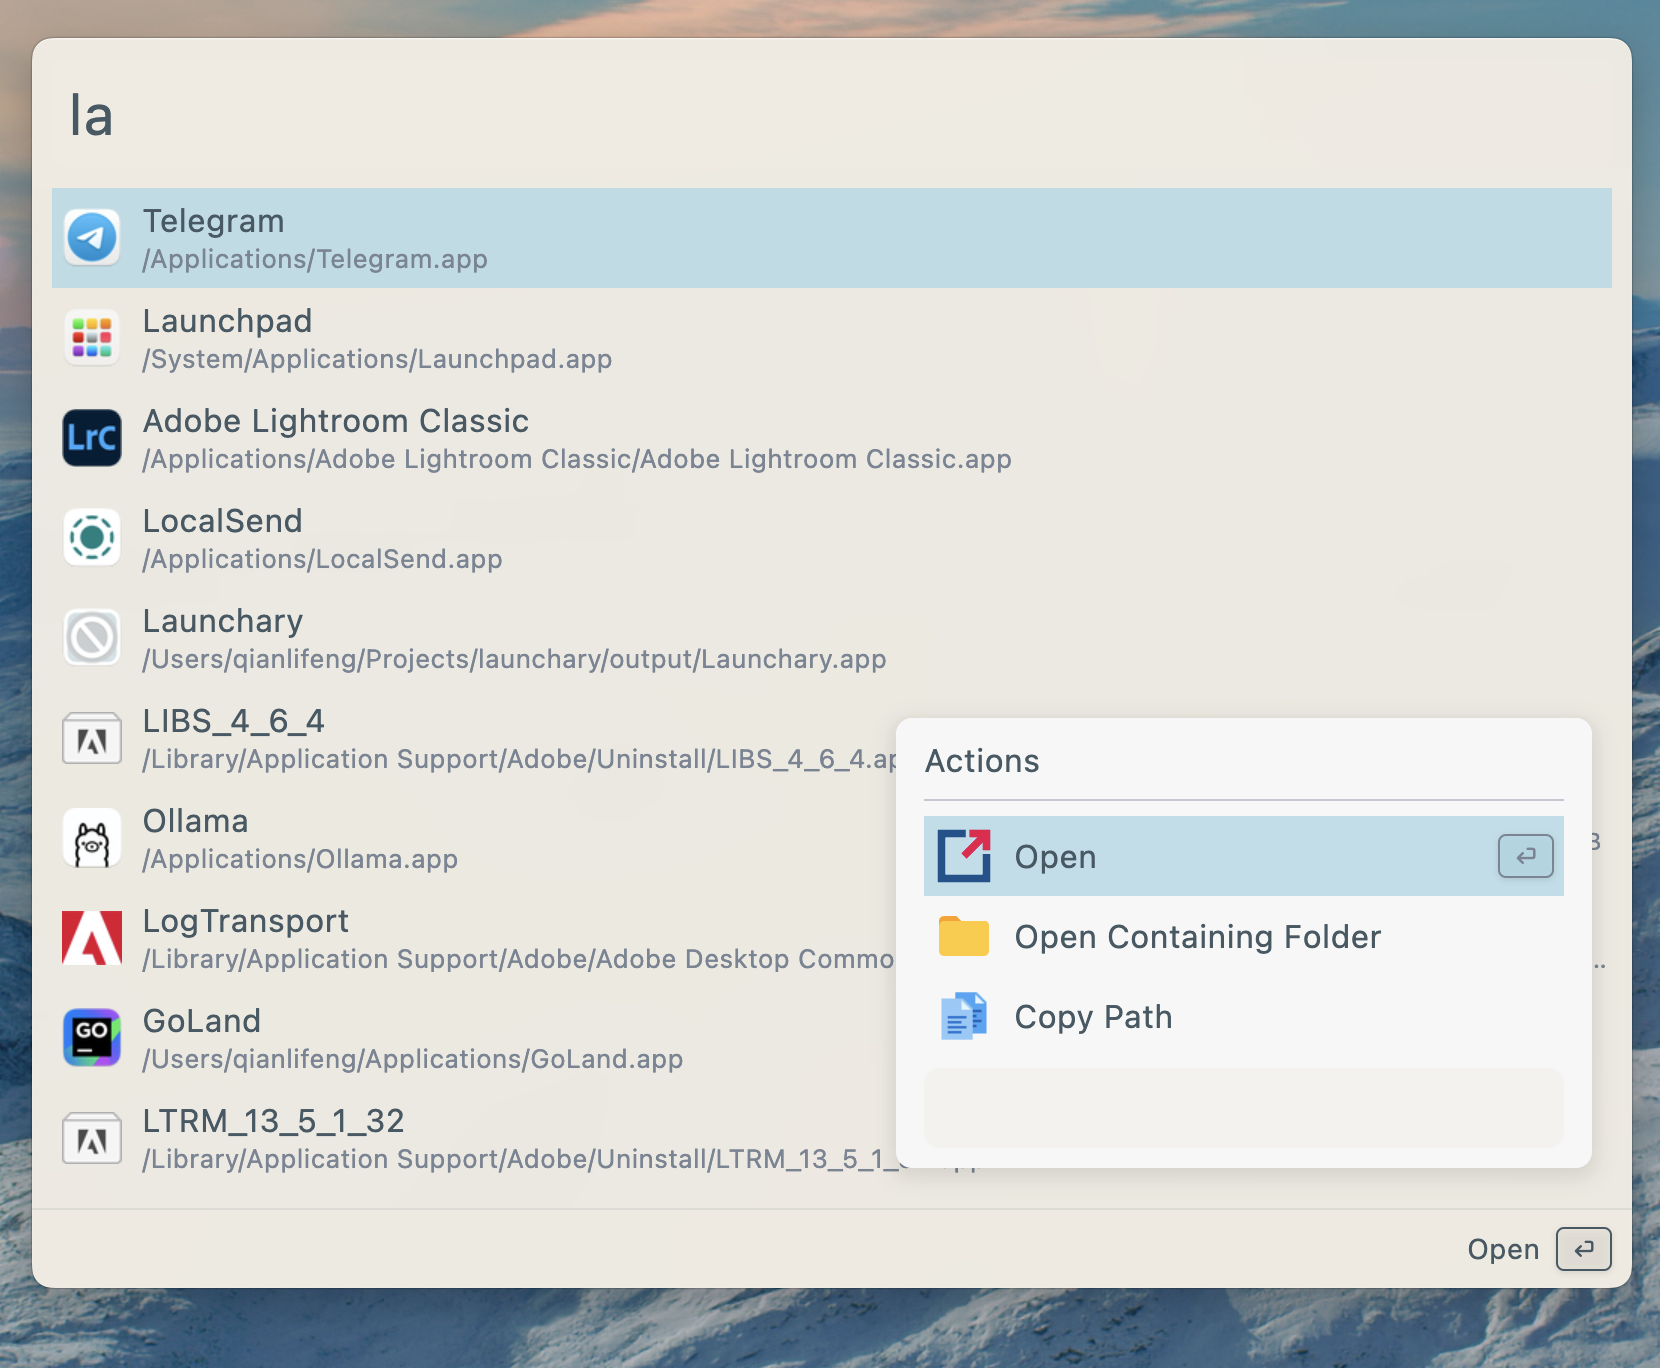 la
Telegram
/Applications/Telegram.app
Launchpad
/System/Applications/Launchpad.app
LrC
Adobe Lightroom Classic
/Applications/Adobe Lightroom Classic/Adobe Lightroom Classic.app
LocalSend
/Applications/LocalSend.app
Launchary
/Users/qianlifeng/Projects/launchary/output/Launchary.app
LIBS_4_6_4
/Library/Application Support/Adobe/Uninstall/LIBS_4_6_4.ap
Ollama
/Applications/Ollama.app
LogTransport
/Library/Application Support/Adobe/Adobe Desktop Commo
..
GO
GoLand
/Users/qianlifeng/Applications/GoLand.app
LTRM_13_5_1_32
/Library/Application Support/Adobe/Uninstall/LTRM_13_5_1_
Actions
Open
Open Containing Folder
Copy Path
Open